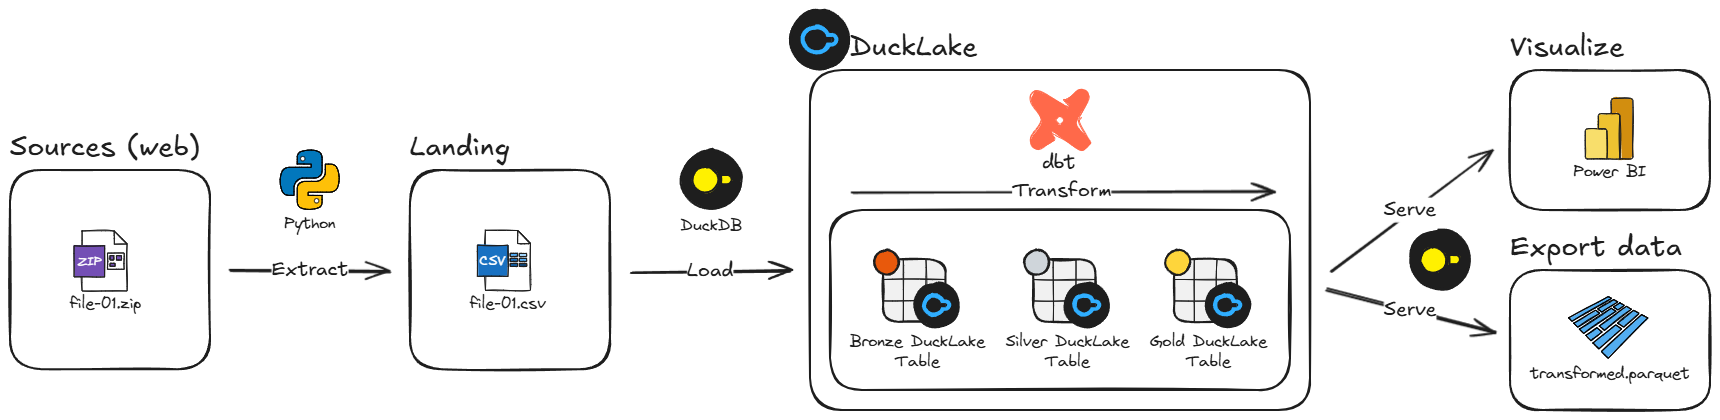 Sources (web)
ZIP
file-01.zip
Python
Extract
Landing
CSV
file-01.csv
DuckDB
Load
DuckLake
dbt
Transform
Bronze DuckLake
Table
Silver DuckLake
Table
Gold DuckLake
Table
Serve
Serve
Visualize
Power BI
Export data
transformed.parquet